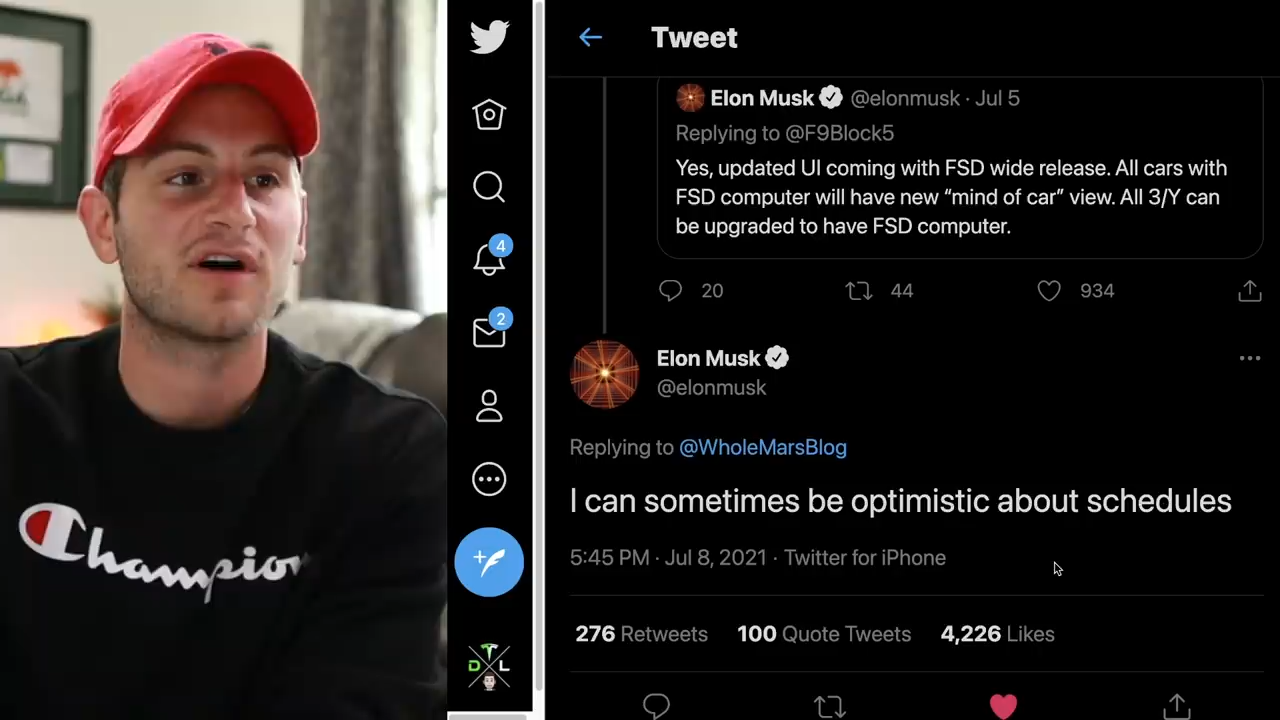 Champion
4
2
D L
Tweet
Elon Musk @elonmusk · Jul 5
Replying to @F9Block5
Yes, updated UI coming with FSD wide release. All cars with
FSD computer will have new “mind of car” view. All 3/Y can
be upgraded to have FSD computer.
20 44 934
Elon Musk
@elonmusk
Replying to @WholeMarsBlog
I can sometimes be optimistic about schedules
5:45 PM · Jul 8, 2021 · Twitter for iPhone
276 Retweets 100 Quote Tweets 4,226 Likes